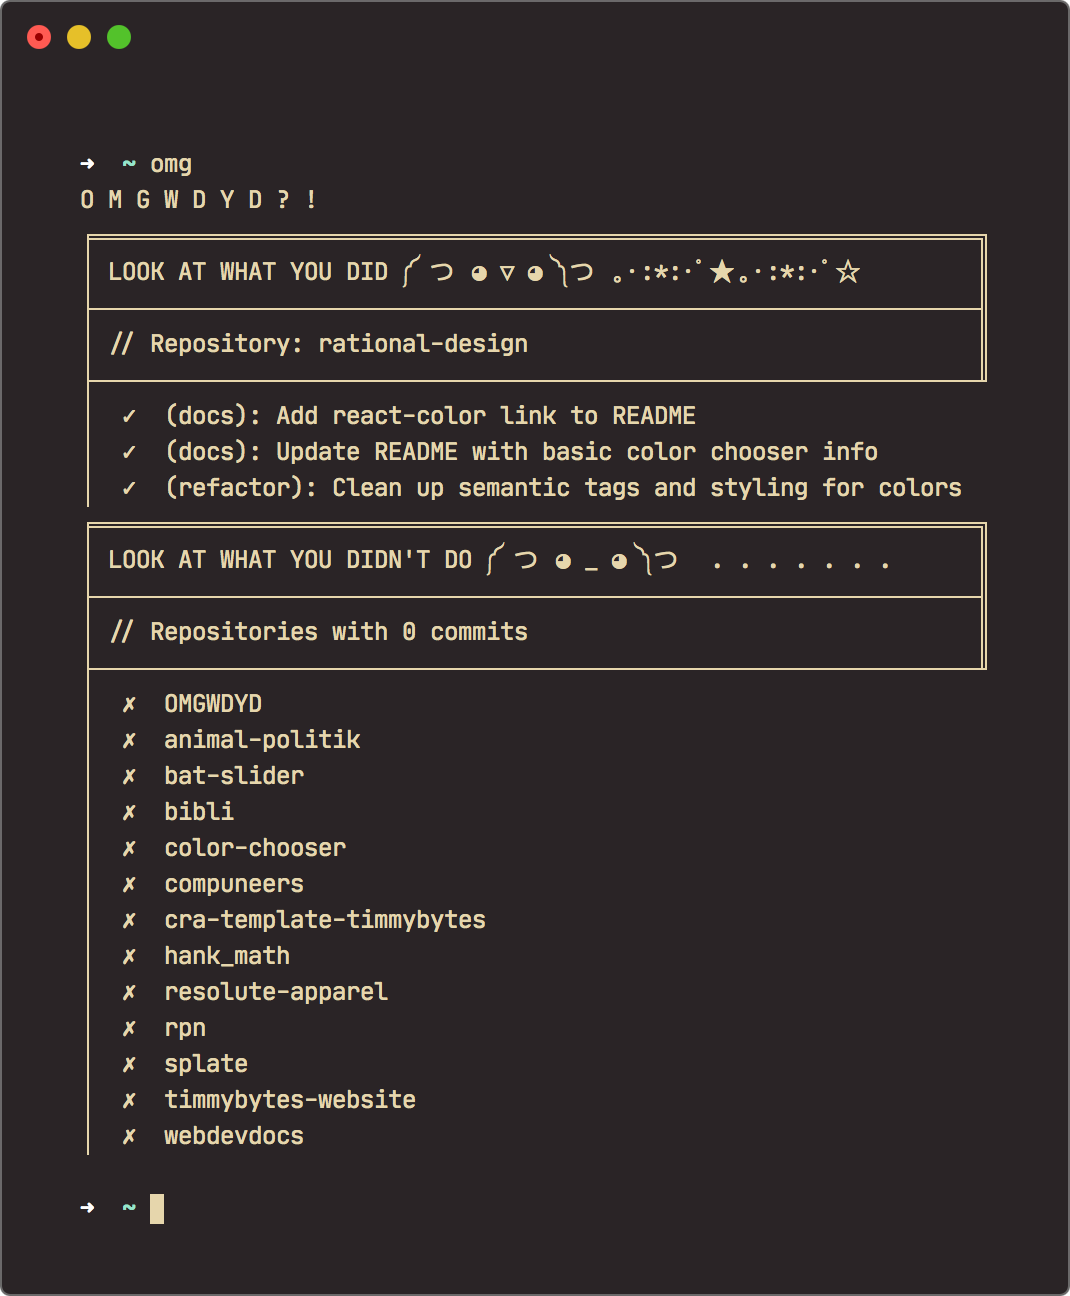 ➜  ~ omg
O M G W D Y D ? !
LOOK AT WHAT YOU DID ༼ つ ◕ ▽ ◕༽つ ｡･:*:･ﾟ★｡･:*:･ﾟ☆
// Repository: rational-design
✓  (docs): Add react-color link to README
✓  (docs): Update README with basic color chooser info
✓  (refactor): Clean up semantic tags and styling for colors
LOOK AT WHAT YOU DIDN'T DO ༼ つ ◕ _ ◕༽つ  . . . . . . .
// Repositories with 0 commits
✗  OMGWDYD
✗  animal-politik
✗  bat-slider
✗  bibli
✗  color-chooser
✗  compuneers
✗  cra-template-timmybytes
✗  hank_math
✗  resolute-apparel
✗  rpn
✗  splate
✗  timmybytes-website
✗  webdevdocs
➜  ~